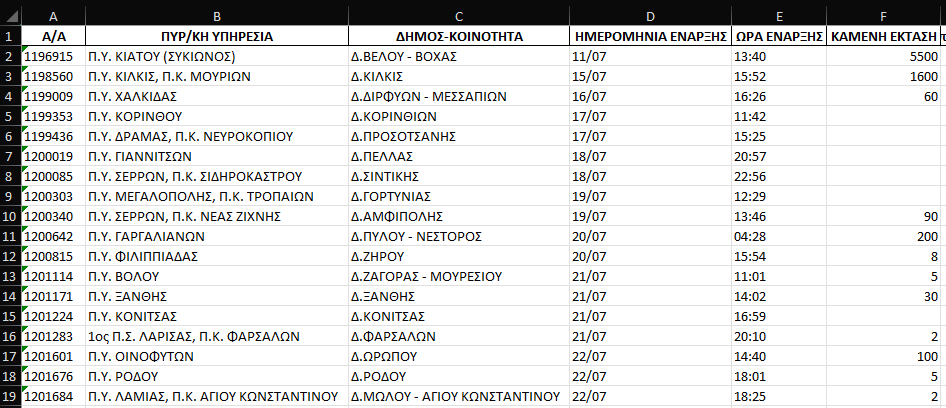 A B C D E F
1 Α/Α ΠΥΡ/ΚΗ ΥΠΗΡΕΣΙΑ ΔΗΜΟΣ-ΚΟΙΝΟΤΗΤΑ ΗΜΕΡΟΜΗΝΙΑ ΕΝΑΡΞΗΣ ΩΡΑ ΕΝΑΡΞΗΣ ΚΑΜΕΝΗ ΕΚΤΑΣΗ
2 1196915 Π.Υ. ΚΙΑΤΟΥ (ΣΥΚΙΩΝΟΣ) Δ.ΒΕΛΟΥ - ΒΟΧΑΣ 11/07 13:40 5500
3 1198560 Π.Υ. ΚΙΛΚΙΣ, Π.Κ. ΜΟΥΡΙΩΝ Δ.ΚΙΛΚΙΣ 15/07 15:52 1600
4 1199009 Π.Υ. ΧΑΛΚΙΔΑΣ Δ.ΔΙΡΦΥΩΝ - ΜΕΣΣΑΠΙΩΝ 16/07 16:26 60
5 1199353 Π.Υ. ΚΟΡΙΝΘΟΥ Δ.ΚΟΡΙΝΘΙΩΝ 17/07 11:42
6 1199436 Π.Υ. ΔΡΑΜΑΣ, Π.Κ. ΝΕΥΡΟΚΟΠΙΟΥ Δ.ΠΡΟΣΟΤΣΑΝΗΣ 17/07 15:25
7 1200019 Π.Υ. ΓΙΑΝΝΙΤΣΩΝ Δ.ΠΕΛΛΑΣ 18/07 20:57
8 1200085 Π.Υ. ΣΕΡΡΩΝ, Π.Κ. ΣΙΔΗΡΟΚΑΣΤΡΟΥ Δ.ΣΙΝΤΙΚΗΣ 18/07 22:56
9 1200303 Π.Υ. ΜΕΓΑΛΟΠΟΛΗΣ, Π.Κ. ΤΡΟΠΑΙΩΝ Δ.ΓΟΡΤΥΝΙΑΣ 19/07 12:29
10 1200340 Π.Υ. ΣΕΡΡΩΝ, Π.Κ. ΝΕΑΣ ΖΙΧΝΗΣ Δ.ΑΜΦΙΠΟΛΗΣ 19/07 13:46 90
11 1200642 Π.Υ. ΓΑΡΓΑΛΙΑΝΩΝ Δ.ΠΥΛΟΥ - ΝΕΣΤΟΡΟΣ 20/07 04:28 200
12 1200815 Π.Υ. ΦΙΛΙΠΠΙΑΔΑΣ Δ.ΖΗΡΟΥ 20/07 15:54 8
13 1201114 Π.Υ. ΒΟΛΟΥ Δ.ΖΑΓΟΡΑΣ - ΜΟΥΡΕΣΙΟΥ 21/07 11:01 5
14 1201171 Π.Υ. ΞΑΝΘΗΣ Δ.ΞΑΝΘΗΣ 21/07 14:02 30
15 1201224 Π.Υ. ΚΟΝΙΤΣΑΣ Δ.ΚΟΝΙΤΣΑΣ 21/07 16:59
16 1201283 1ος Π.Σ. ΛΑΡΙΣΑΣ, Π.Κ. ΦΑΡΣΑΛΩΝ Δ.ΦΑΡΣΑΛΩΝ 21/07 20:10 2
17 1201601 Π.Υ. ΟΙΝΟΦΥΤΩΝ Δ.ΩΡΩΠΟΥ 22/07 14:40 100
18 1201676 Π.Υ. ΡΟΔΟΥ Δ.ΡΟΔΟΥ 22/07 18:01 5
19 1201684 Π.Υ. ΛΑΜΙΑΣ, Π.Κ. ΑΓΙΟΥ ΚΩΝΣΤΑΝΤΙΝΟΥ Δ.ΜΩΛΟΥ - ΑΓΙΟΥ ΚΩΝΣΤΑΝΤΙΝΟΥ 22/07 18:25 2